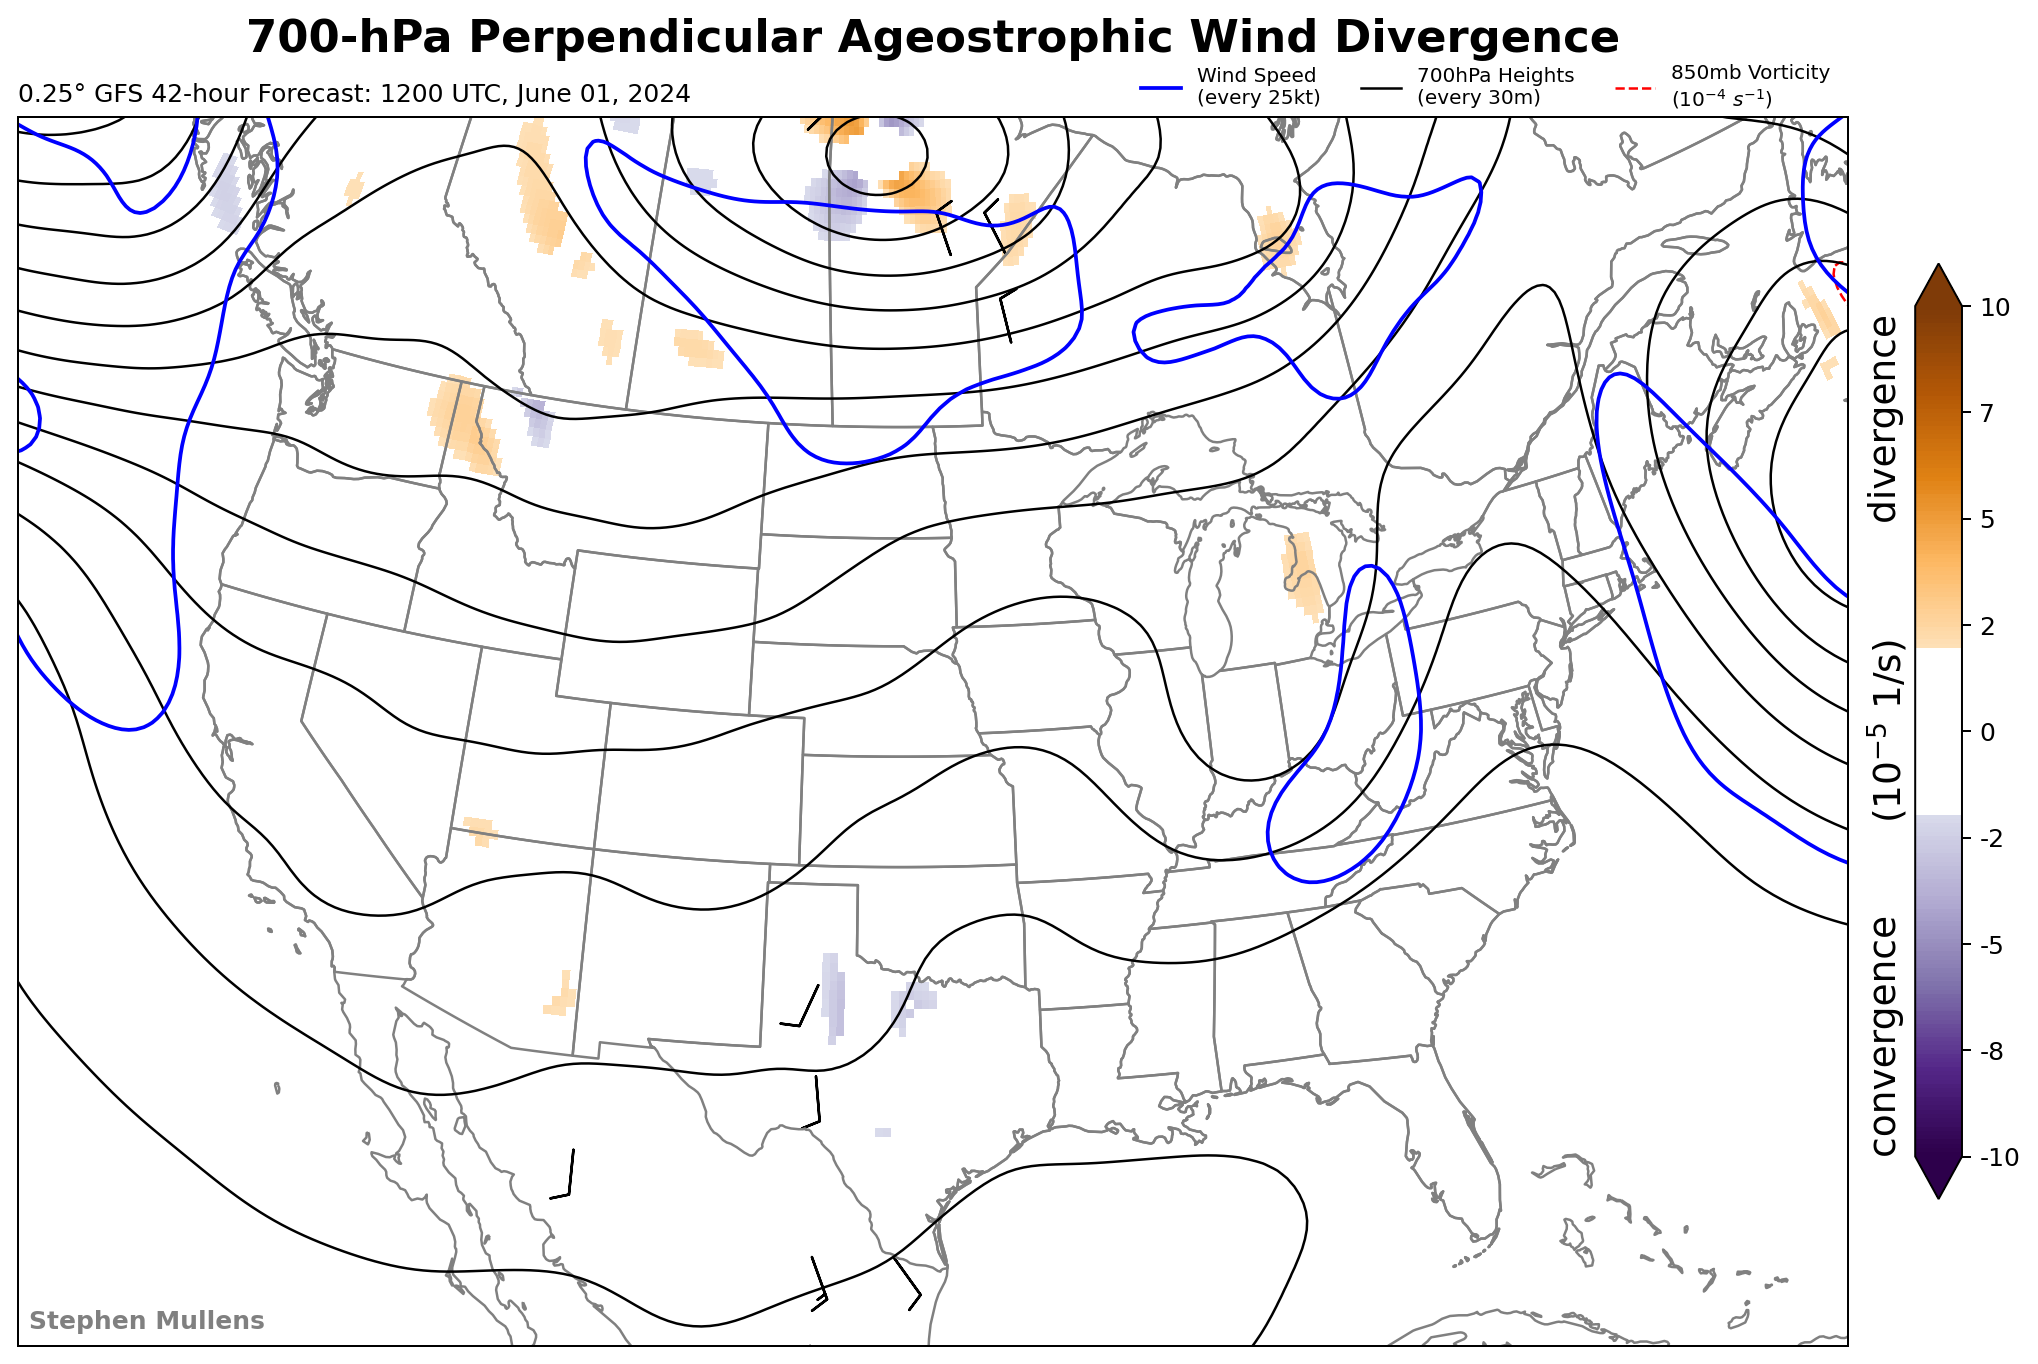 700-hPa Perpendicular Ageostrophic Wind Divergence
0.25° GFS 42-hour Forecast: 1200 UTC, June 01, 2024
Wind Speed
(every 25kt)
700hPa Heights
(every 30m)
850mb Vorticity
(10⁻⁴ s⁻¹)
10
7
5
2
0
-2
-5
-8
-10
convergence (10⁻⁵ 1/s) divergence
Stephen Mullens